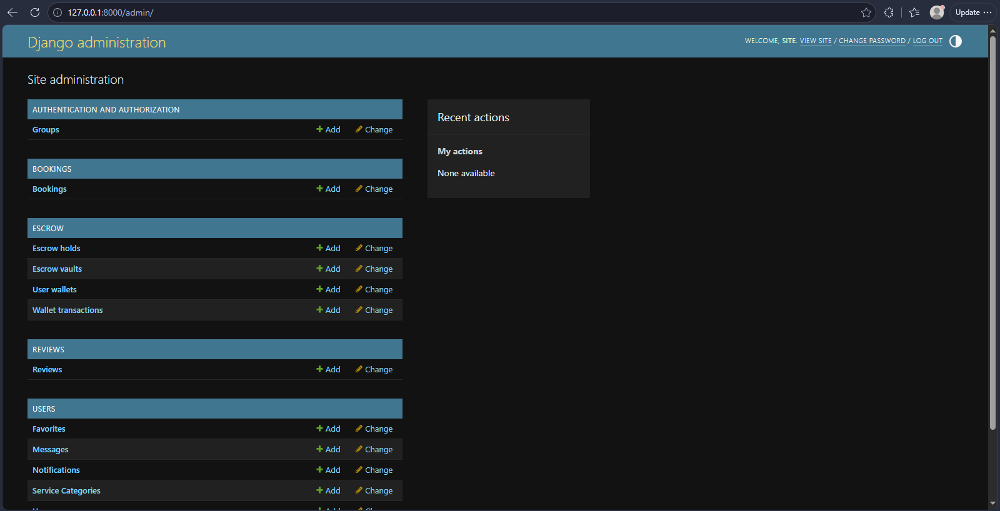 127.0.0.1:8000/admin/
Update
Django administration
WELCOME, SITE. VIEW SITE / CHANGE PASSWORD / LOG OUT
Site administration
AUTHENTICATION AND AUTHORIZATION
Groups Add Change
BOOKINGS
Bookings Add Change
ESCROW
Escrow holds Add Change
Escrow vaults Add Change
User wallets Add Change
Wallet transactions Add Change
REVIEWS
Reviews Add Change
USERS
Favorites Add Change
Messages Add Change
Notifications Add Change
Service Categories Add Change
Recent actions
My actions
None available